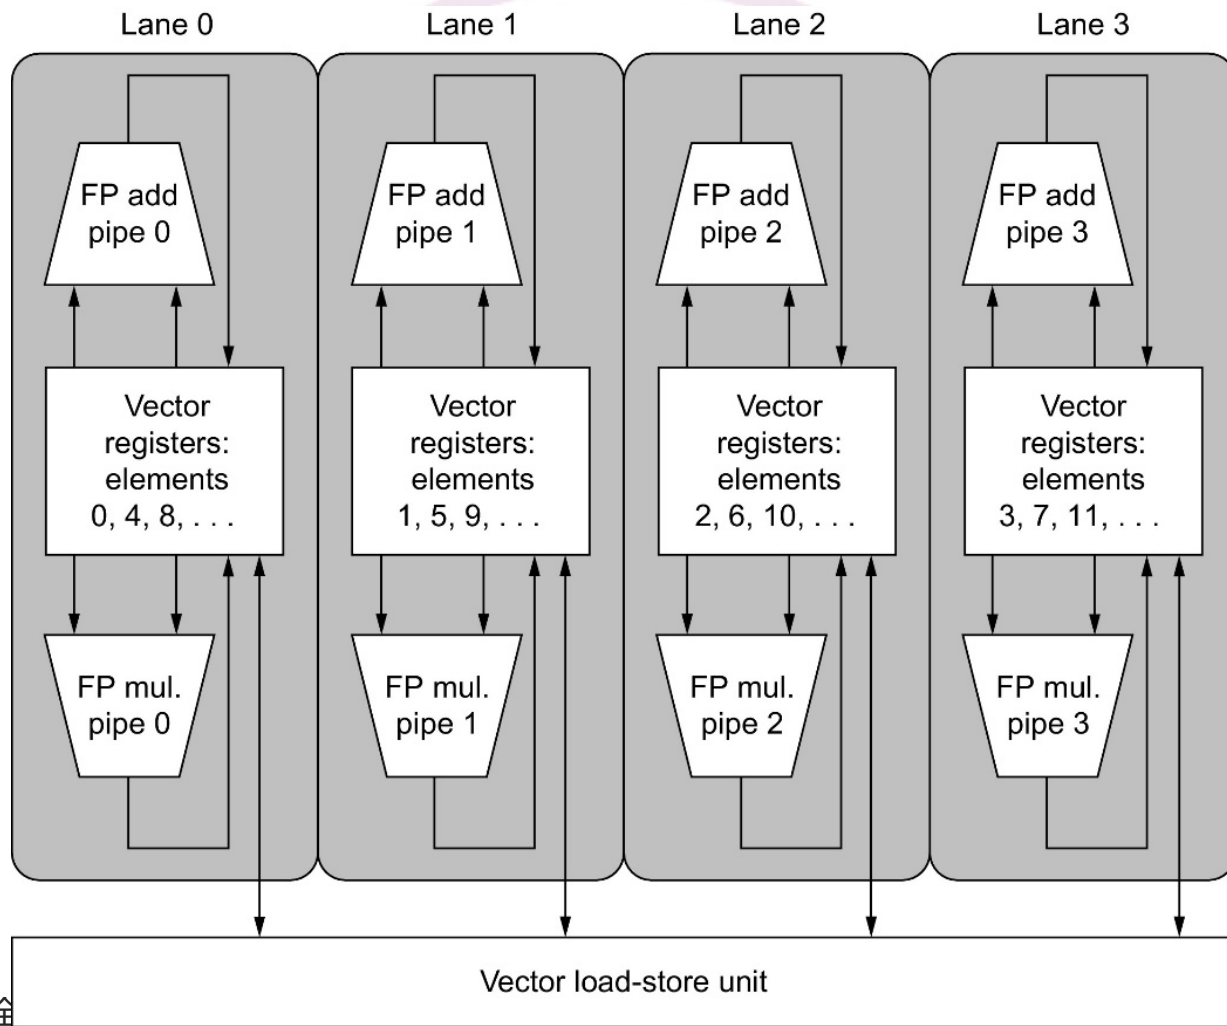 Lane 0
Lane 1
Lane 2
Lane 3
FP add
pipe 0
FP add
pipe 1
FP add
pipe 2
FP add
pipe 3
Vector
registers:
elements
0, 4, 8, . . .
Vector
registers:
elements
1, 5, 9, . . .
Vector
registers:
elements
2, 6, 10, . . .
Vector
registers:
elements
3, 7, 11, . . .
FP mul.
pipe 0
FP mul.
pipe 1
FP mul.
pipe 2
FP mul.
pipe 3
Vector load-store unit